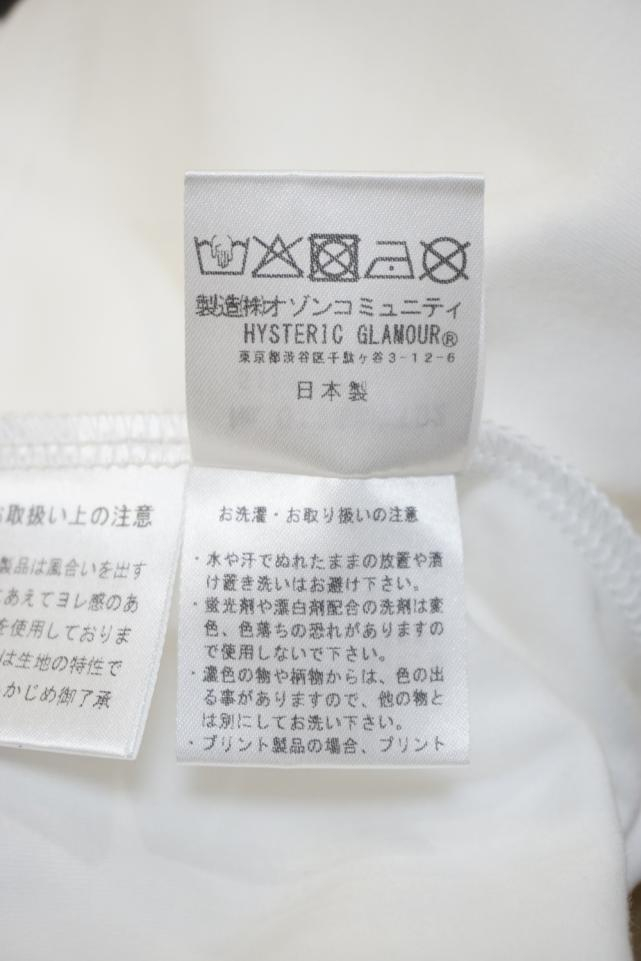 製造(株)オゾンコミュニティ
HYSTERIC GLAMOUR®
東京都渋谷区千駄ヶ谷3-12-6
日本製
お取扱い上の注意
製品は風合いを出す
あえてヨレ感のあ
を使用しておりま
は生地の特性で
かじめ御了承
お洗濯・お取り扱いの注意
・水や汗でぬれたままの放置や漬
け置き洗いはお避け下さい。
・蛍光剤や漂白剤配合の洗剤は変
色、色落ちの恐れがありますの
で使用しないで下さい。
・濃色の物や柄物からは、色の出
る事がありますので、他の物と
は別にしてお洗い下さい。
・プリント製品の場合、プリント